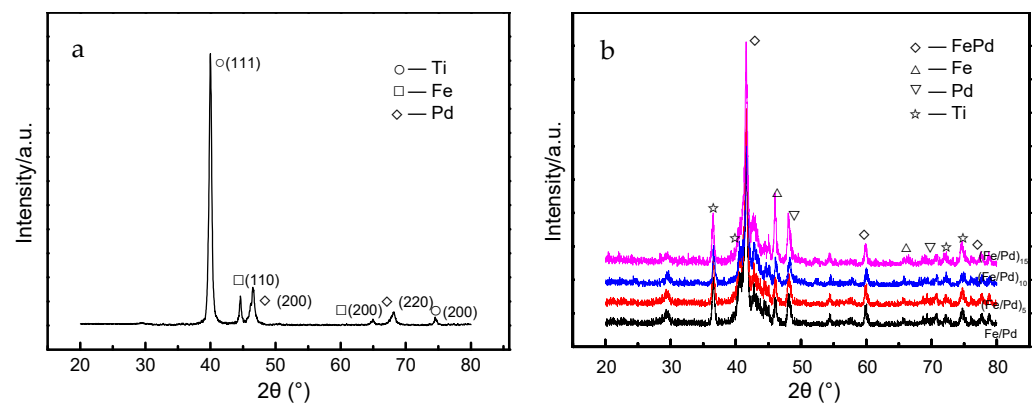 a
○(111)
○ — Ti
□ — Fe
◇ — Pd
□(110)
◇ (200)
□(200)
◇ (220)
○(200)
20 30 40 50 60 70 80
2θ (°)
Intensity/a.u.
b
◇
◇ — FePd
△ — Fe
▽ — Pd
☆ — Ti
☆ ☆ △ ▽ ◇ △ ▽ ☆ ☆ ◇
(Fe/Pd)₁₅
(Fe/Pd)₁₀
(Fe/Pd)₅
Fe/Pd
20 30 40 50 60 70 80
2θ (°)
Intensity/a.u.